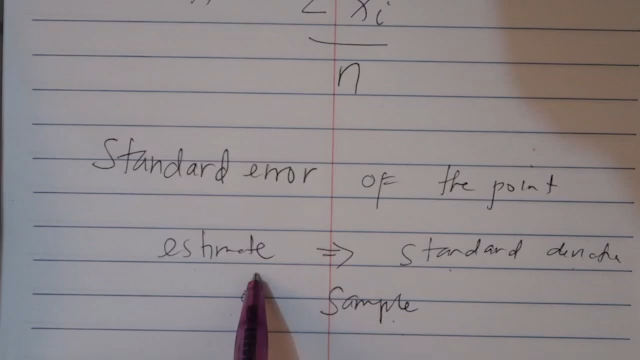 Σ xi
n
Standard error of the point
estimate ⇒ standard
sample